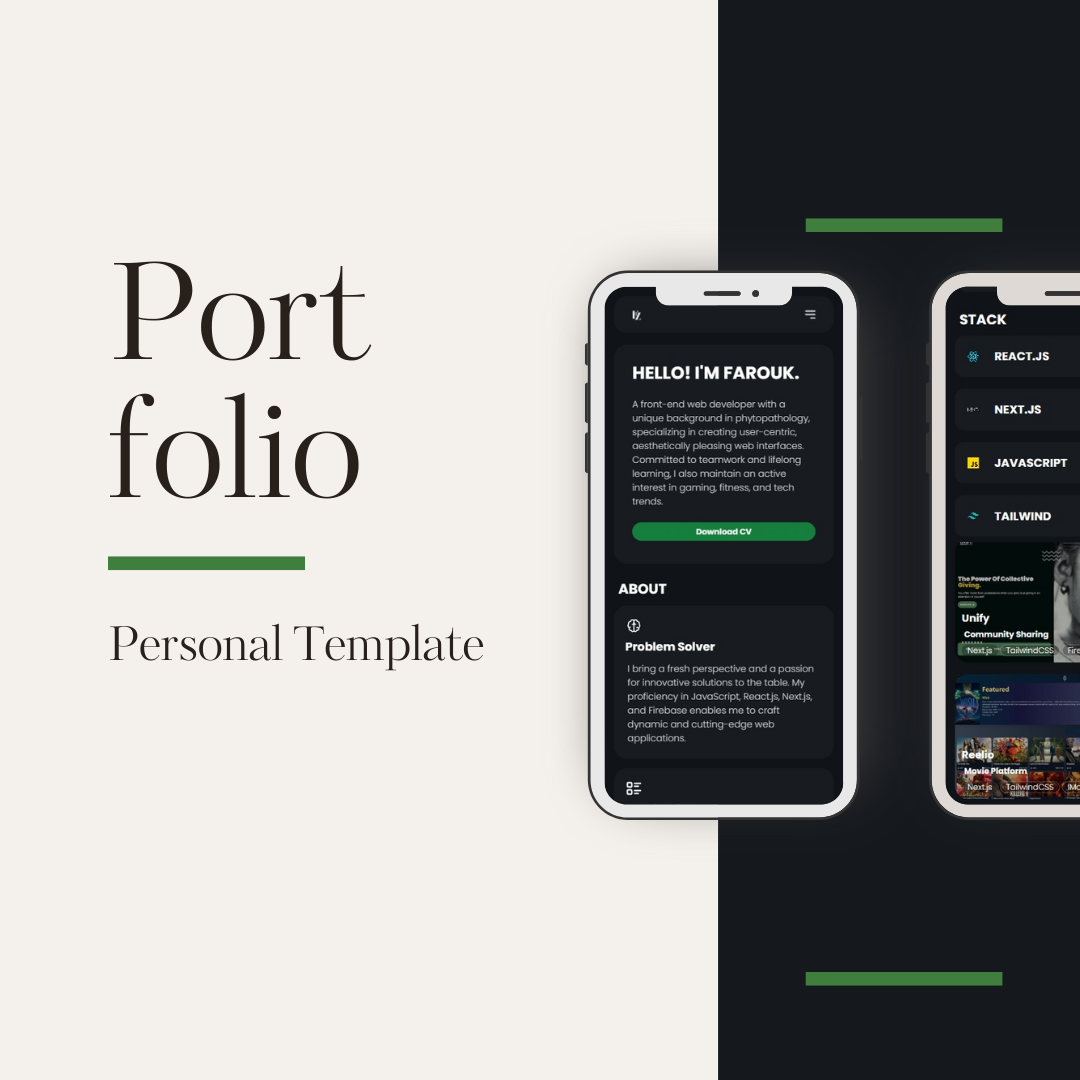 Port
folio
Personal Template
HELLO! I'M FAROUK.
A front-end web developer with a
unique background in phytopathology,
specializing in creating user-centric,
aesthetically pleasing web interfaces.
Committed to teamwork and lifelong
learning, I also maintain an active
interest in gaming, fitness, and tech
trends.
Download CV
ABOUT
Problem Solver
I bring a fresh perspective and a passion
for innovative solutions to the table. My
proficiency in JavaScript, React.js, Next.js,
and Firebase enables me to craft
dynamic and cutting-edge web
applications.
STACK
REACT.JS
NEXT.JS
JS JAVASCRIPT
TAILWIND
The Power Of Collective
Giving.
Unify
Community Sharing
Next.js TailwindCSS Fire
Featured
Reelio
Movie Platform
Next.js TailwindCSS